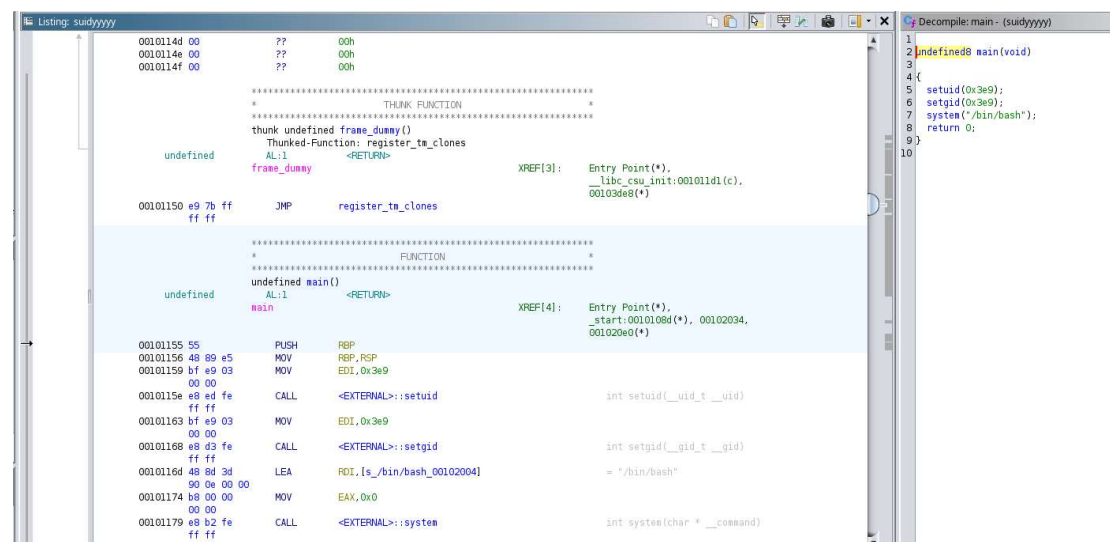 Listing: suidyyyyy
0010114d 00 ?? 00h
0010114e 00 ?? 00h
0010114f 00 ?? 00h
**************************************************************
* THUNK FUNCTION *
**************************************************************
thunk undefined frame_dummy()
Thunked-Function: register_tm_clones
undefined AL:1 <RETURN>
frame_dummy XREF[3]: Entry Point(*),
__libc_csu_init:001011d1(c),
00103de8(*)
00101150 e9 7b ff JMP register_tm_clones
ff ff
**************************************************************
* FUNCTION *
**************************************************************
undefined main()
undefined AL:1 <RETURN>
main XREF[4]: Entry Point(*),
_start:0010108d(*), 00102034,
001020e0(*)
00101155 55 PUSH RBP
00101156 48 89 e5 MOV RBP,RSP
00101159 bf e9 03 MOV EDI,0x3e9
00 00
0010115e e8 ed fe CALL <EXTERNAL>::setuid int setuid(__uid_t __uid)
ff ff
00101163 bf e9 03 MOV EDI,0x3e9
00 00
00101168 e8 d3 fe CALL <EXTERNAL>::setgid int setgid(__gid_t __gid)
ff ff
0010116d 48 8d 3d LEA RDI,[s_/bin/bash_00102004] = "/bin/bash"
90 0e 00 00
00101174 b8 00 00 MOV EAX,0x0
00 00
00101179 e8 b2 fe CALL <EXTERNAL>::system int system(char * __command)
ff ff
Decompile: main - (suidyyyyy)
1
2 undefined8 main(void)
3
4 {
5 setuid(0x3e9);
6 setgid(0x3e9);
7 system("/bin/bash");
8 return 0;
9 }
10